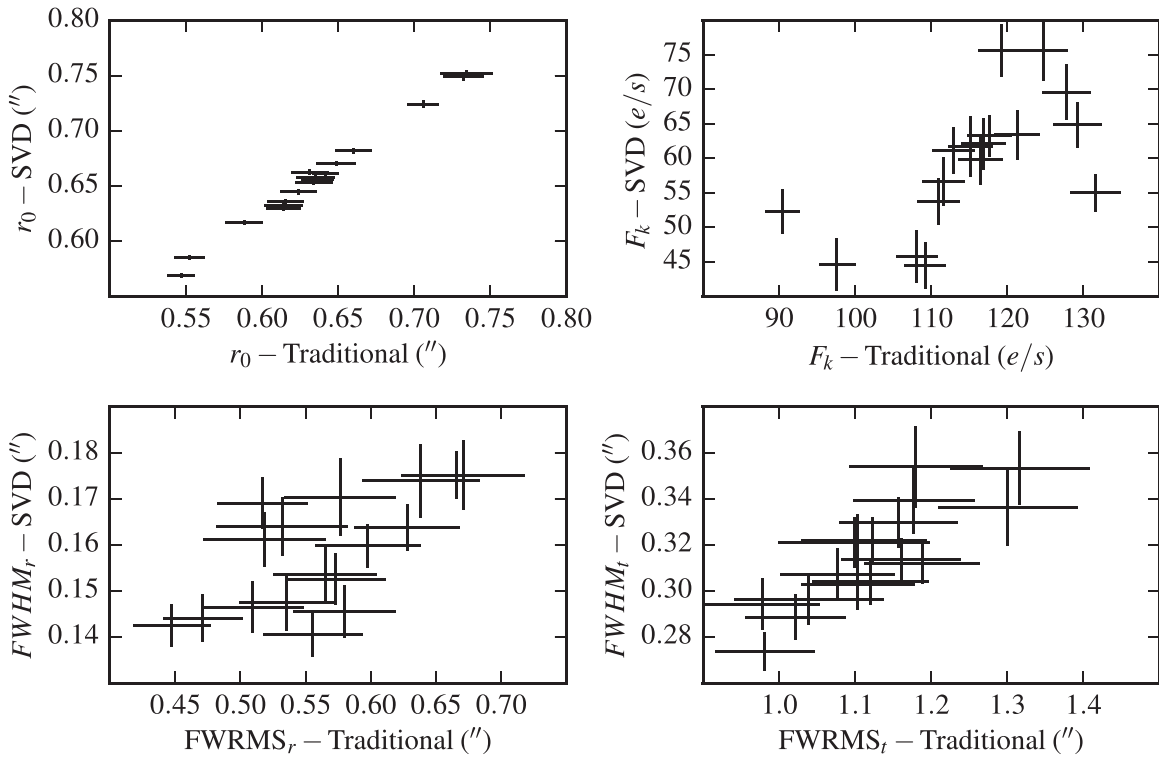 0.80
0.75
0.70
0.65
0.60
r₀ − SVD (″)
0.55 0.60 0.65 0.70 0.75 0.80
r₀ − Traditional (″)
75
70
65
60
55
50
45
Fₖ − SVD (e/s)
90 100 110 120 130
Fₖ − Traditional (e/s)
0.18
0.17
0.16
0.15
0.14
FWHMᵣ − SVD (″)
0.45 0.50 0.55 0.60 0.65 0.70
FWRMSᵣ − Traditional (″)
0.36
0.34
0.32
0.30
0.28
FWHMₜ − SVD (″)
1.0 1.1 1.2 1.3 1.4
FWRMSₜ − Traditional (″)